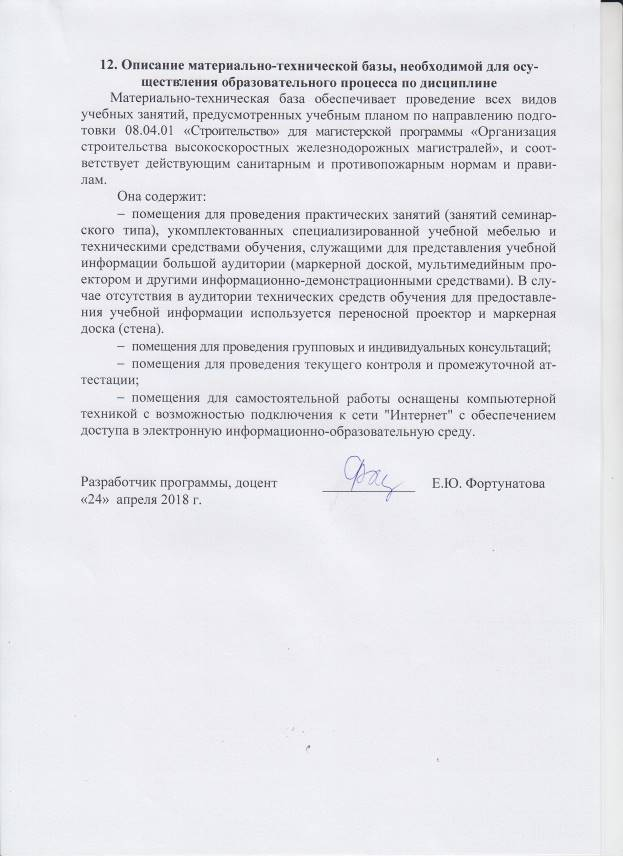 12. Описание материально-технической базы, необходимой для осу-
ществления образовательного процесса по дисциплине
Материально-техническая база обеспечивает проведение всех видов
учебных занятий, предусмотренных учебным планом по направлению подго-
товки 08.04.01 «Строительство» для магистерской программы «Организация
строительства высокоскоростных железнодорожных магистралей», и соот-
ветствует действующим санитарным и противопожарным нормам и прави-
лам.
Она содержит:
– помещения для проведения практических занятий (занятий семинар-
ского типа), укомплектованных специализированной учебной мебелью и
техническими средствами обучения, служащими для представления учебной
информации большой аудитории (маркерной доской, мультимедийным про-
ектором и другими информационно-демонстрационными средствами). В слу-
чае отсутствия в аудитории технических средств обучения для предоставле-
ния учебной информации используется переносной проектор и маркерная
доска (стена).
– помещения для проведения групповых и индивидуальных консультаций;
– помещения для проведения текущего контроля и промежуточной ат-
тестации;
– помещения для самостоятельной работы оснащены компьютерной
техникой с возможностью подключения к сети "Интернет" с обеспечением
доступа в электронную информационно-образовательную среду.
Разработчик программы, доцент ____________ Е.Ю. Фортунатова
«24» апреля 2018 г.